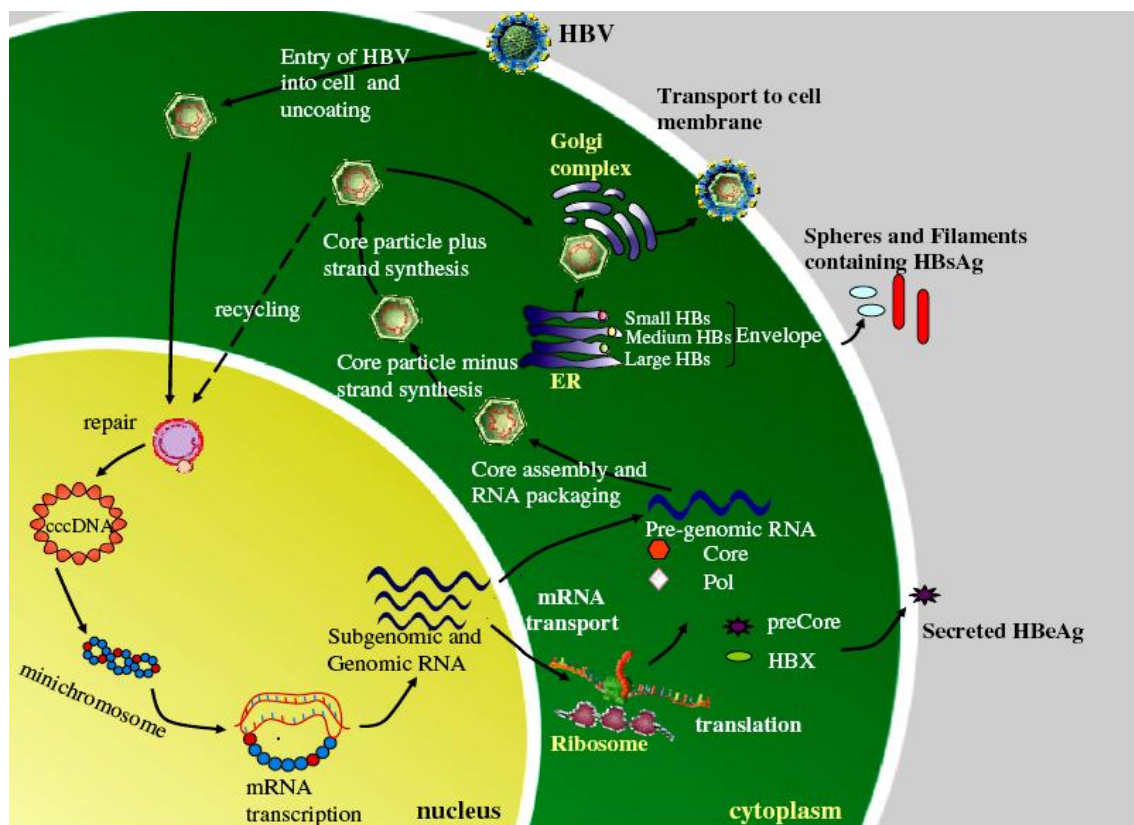 HBV
Entry of HBV
into cell and
uncoating
Transport to cell
membrane
Golgi
complex
Spheres and Filaments
containing HBsAg
Core particle plus
strand synthesis
recycling
Small HBs
Medium HBs
Large HBs
Envelope
ER
Core particle minus
strand synthesis
repair
Core assembly and
RNA packaging
cccDNA
Pre-genomic RNA
Core
Pol
mRNA
transport
preCore
HBX
Secreted HBeAg
Subgenomic and
Genomic RNA
minichromosome
translation
Ribosome
mRNA
transcription
nucleus
cytoplasm